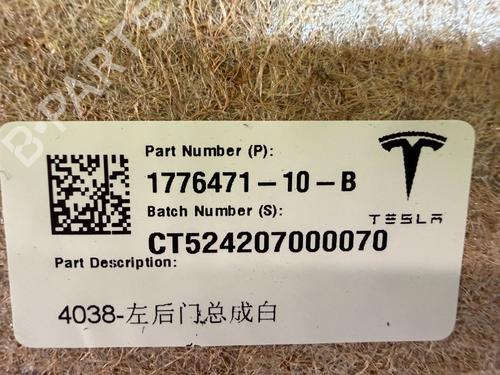 B-PARTS
Part Number (P):
1776471-10-B
Batch Number (S):
TESLA
CT524207000070
Part Description:
4038-左后门总成白